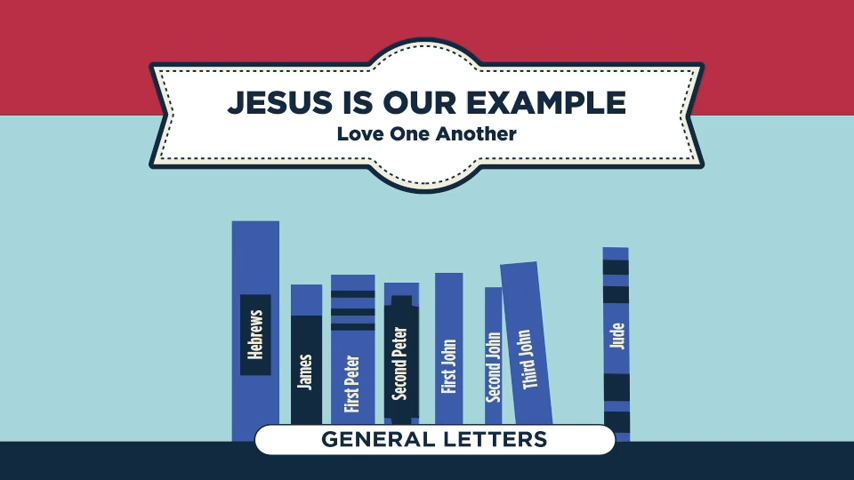 JESUS IS OUR EXAMPLE
Love One Another
Hebrews
James
First Peter
Second Peter
First John
Second John
Third John
Jude
GENERAL LETTERS